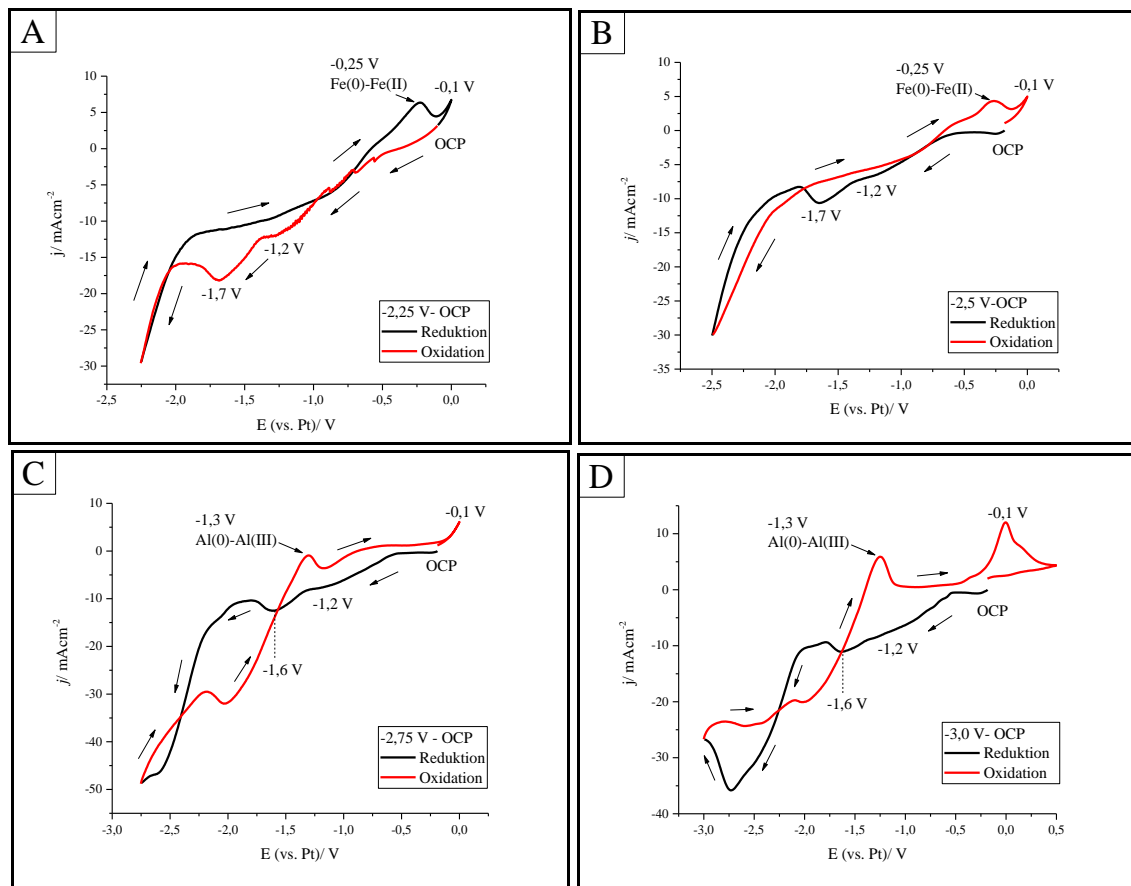 A
-0,25 V
Fe(0)-Fe(II)
-0,1 V
10
5
0
-5
-10
-15
-20
-25
-30
OCP
-1,2 V
-1,7 V
-2,25 V- OCP
Reduktion
Oxidation
-2,5
-2,0
-1,5
-1,0
-0,5
0,0
j/ mAcm-2
E (vs. Pt)/ V
B
-0,25 V
Fe(0)-Fe(II)
-0,1 V
10
5
0
-5
-10
-15
-20
-25
-30
-35
OCP
-1,2 V
-1,7 V
-2,5 V-OCP
Reduktion
Oxidation
-2,5
-2,0
-1,5
-1,0
-0,5
0,0
j/ mAcm-2
E (vs. Pt)/ V
C
-1,3 V
Al(0)-Al(III)
-0,1 V
10
0
-10
-20
-30
-40
-50
OCP
-1,2 V
-1,6 V
-2,75 V - OCP
Reduktion
Oxidation
-3,0
-2,5
-2,0
-1,5
-1,0
-0,5
0,0
j/ mAcm-2
E (vs. Pt)/ V
D
-1,3 V
Al(0)-Al(III)
-0,1 V
20
10
0
-10
-20
-30
-40
OCP
-1,2 V
-1,6 V
-3,0 V- OCP
Reduktion
Oxidation
-3,0
-2,5
-2,0
-1,5
-1,0
-0,5
0,0
0,5
j/ mAcm-2
E (vs. Pt)/ V